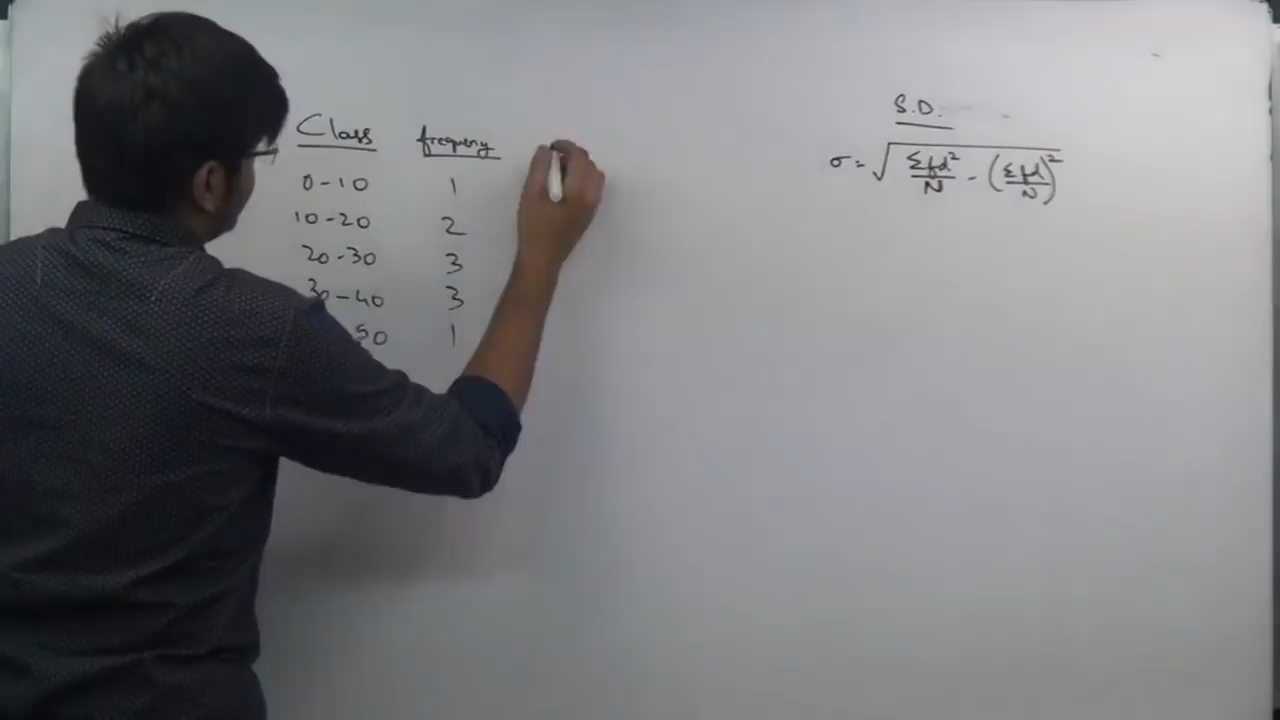 Class frequency
0-10 1
10-20 2
20-30 3
30-40 3
50 1
S.D.
σ = √(Σfd²/N - (Σfd/N)²)